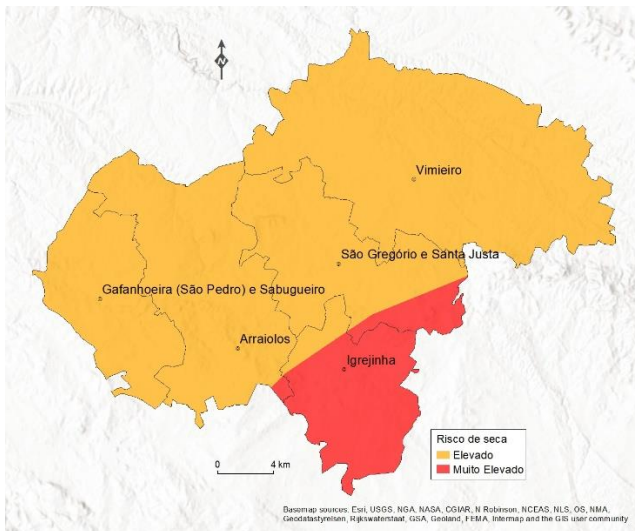 N
Vimieiro
São Gregório e Santa Justa
Gafanhoeira (São Pedro) e Sabugueiro
Arraiolos
Igrejinha
Risco de seca
Elevado
Muito Elevado
0 4 km
Basemap sources: Esri, USGS, NGA, NASA, CGIAR, N Robinson, NCEAS, NLS, OS, NMA,
Geodatastyrelsen, Rijkswaterstaat, GSA, Geoland, FEMA, Intermap and the GIS user community